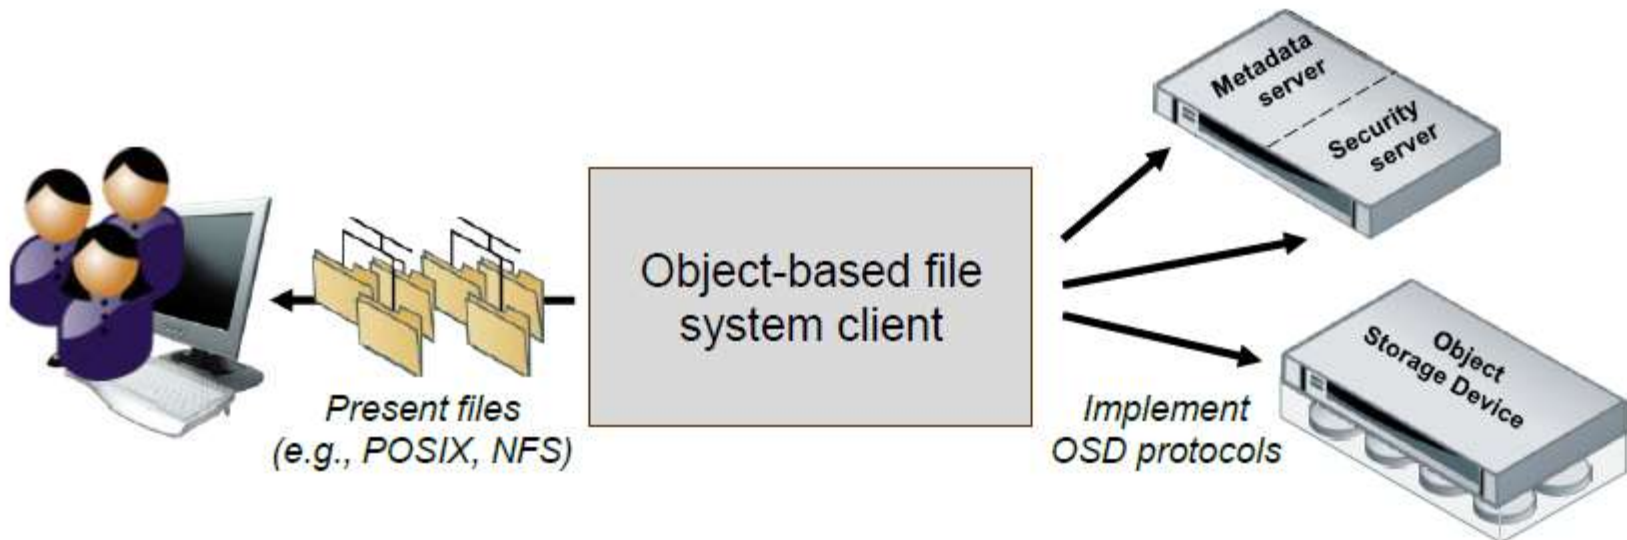 Metadata
server
Security
server
Object-based file
system client
Object
Storage Device
Present files
(e.g., POSIX, NFS)
Implement
OSD protocols